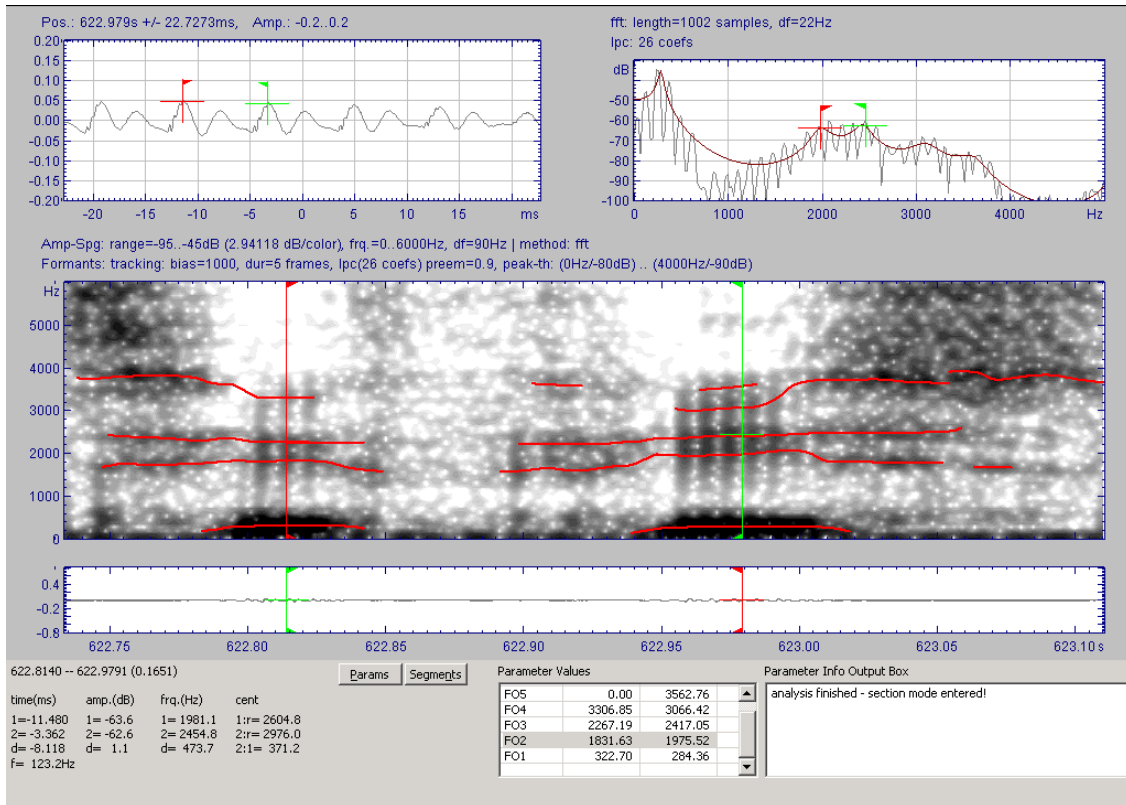 Pos.: 622.979s +/- 22.7273ms, Amp.: -0.2..0.2
0.20
0.15
0.10
0.05
0.00
-0.05
-0.10
-0.15
-0.20
-20 -15 -10 -5 0 5 10 15 ms
fft: length=1002 samples, df=22Hz
lpc: 26 coefs
dB
-50
-60
-70
-80
-90
-100
0 1000 2000 3000 4000 Hz
Amp-Spg: range=-95..-45dB (2.94118 dB/color), frq.=0..6000Hz, df=90Hz | method: fft
Formants: tracking: bias=1000, dur=5 frames, lpc(26 coefs) preem=0.9, peak-th: (0Hz/-80dB) .. (4000Hz/-90dB)
Hz
5000
4000
3000
2000
1000
0
0.4
-0.2
-0.8
622.75 622.80 622.85 622.90 622.95 623.00 623.05 623.10 s
622.8140 -- 622.9791 (0.1651)
Params Segments
time(ms) amp.(dB) frq.(Hz) cent
1=-11.480 1= -63.6 1= 1981.1 1:r= 2604.8
2= -3.362 2= -62.6 2= 2454.8 2:r= 2976.0
d= -8.118 d= 1.1 d= 473.7 2:1= 371.2
f= 123.2Hz
Parameter Values
FO5 0.00 3562.76
FO4 3306.85 3066.42
FO3 2267.19 2417.05
FO2 1831.63 1975.52
FO1 322.70 284.36
Parameter Info Output Box
analysis finished - section mode entered!